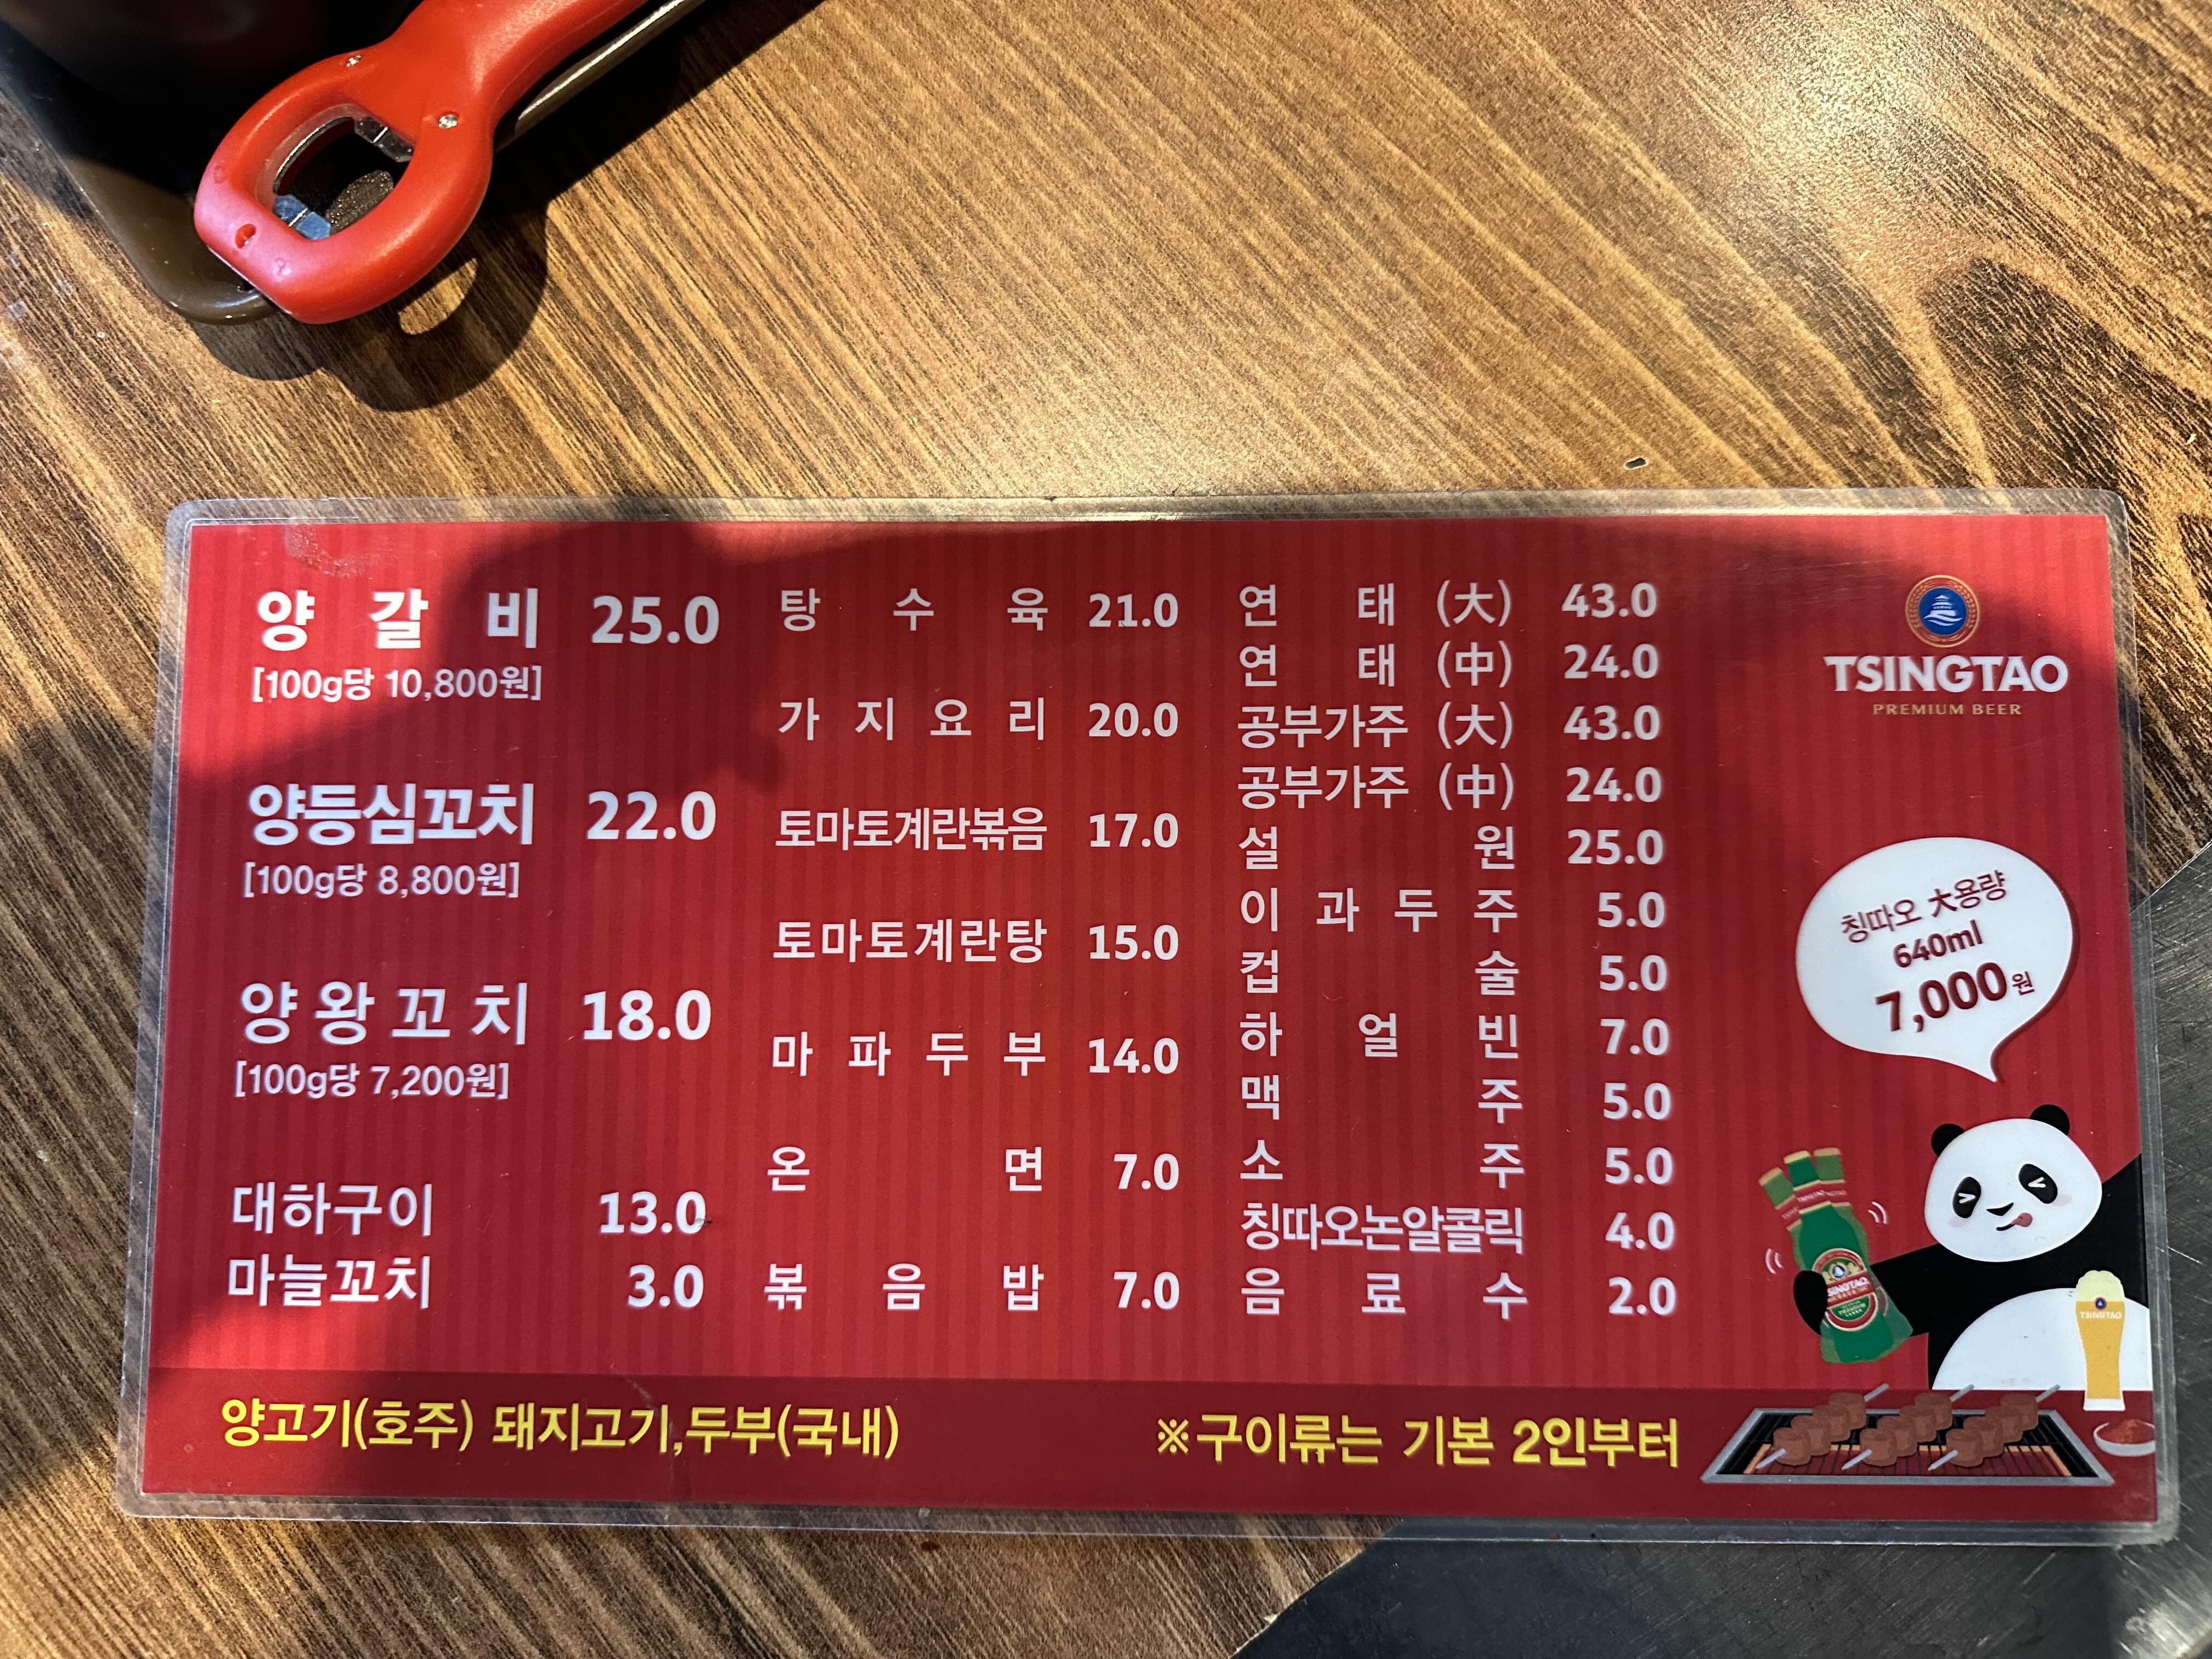 양갈비 25.0
[100g당 10,800원]
양등심꼬치 22.0
[100g당 8,800원]
양왕꼬치 18.0
[100g당 7,200원]
대하구이 13.0
마늘꼬치 3.0
탕수육 21.0
가지요리 20.0
토마토계란볶음 17.0
토마토계란탕 15.0
마파두부 14.0
온면 7.0
볶음밥 7.0
연태 (大) 43.0
연태 (中) 24.0
공부가주 (大) 43.0
공부가주 (中) 24.0
설원 25.0
이과두주 5.0
컵술 5.0
하얼빈 7.0
맥주 5.0
소주 5.0
칭따오논알콜릭 4.0
음료수 2.0
TSINGTAO
PREMIUM BEER
칭따오 大용량
640ml
7,000원
TSINGTAO
TSINGTAO
양고기(호주) 돼지고기,두부(국내)
※구이류는 기본 2인부터